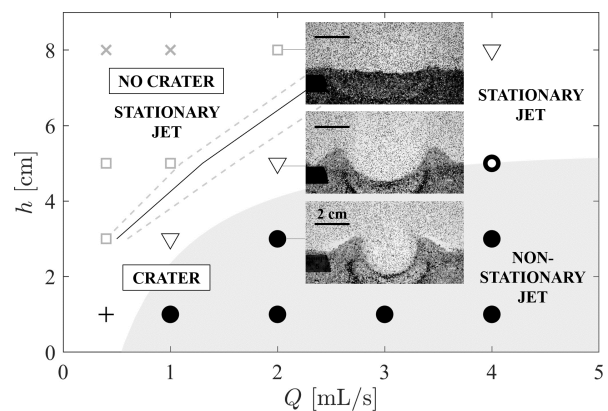 8
6
4
2
0
h [cm]
NO CRATER
STATIONARY
JET
STATIONARY
JET
2 cm
CRATER
NON-
STATIONARY
JET
0 1 2 3 4 5
Q [mL/s]